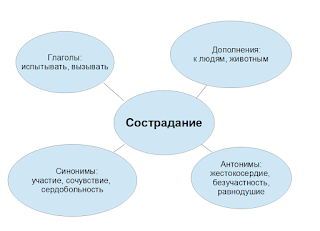 Глаголы:
испытывать, вызывать
Дополнения:
к людям, животным
Сострадание
Синонимы:
участие, сочувствие,
сердобольность
Антонимы:
жестокосердие,
безучастность,
равнодушие